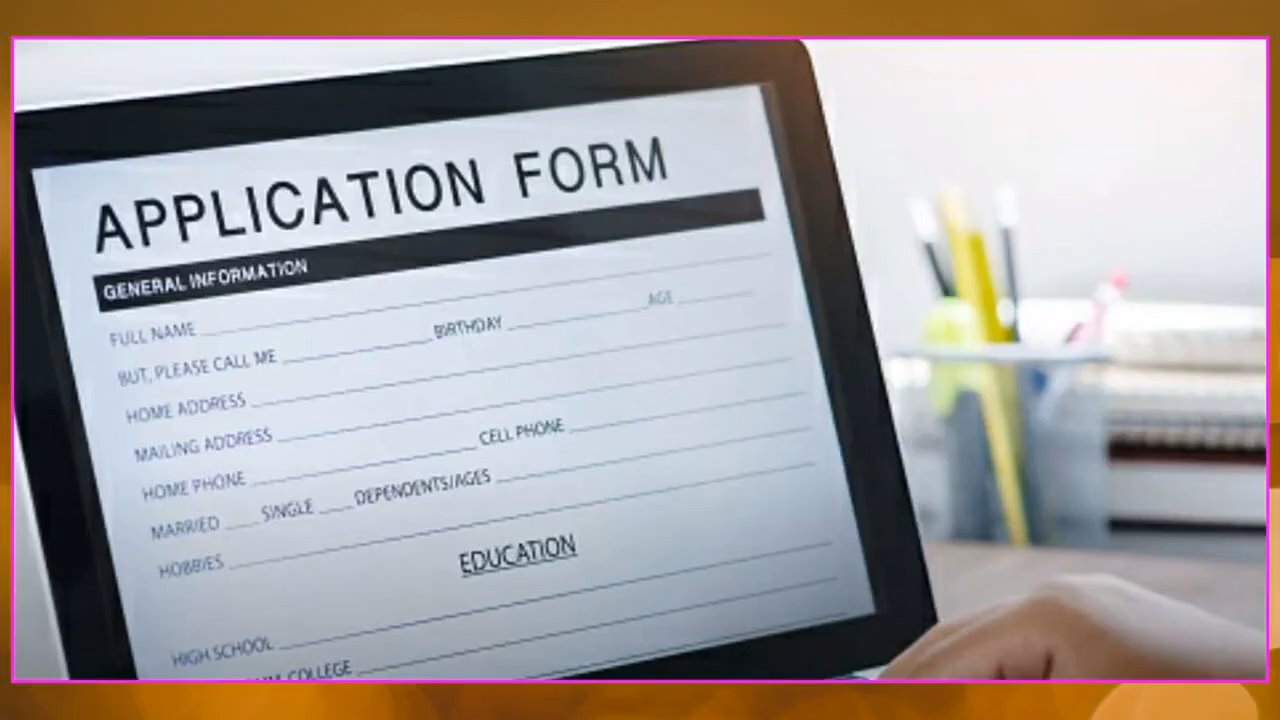 APPLICATION FORM
GENERAL INFORMATION
FULL NAME
BUT, PLEASE CALL ME BIRTHDAY AGE
HOME ADDRESS
MAILING ADDRESS
HOME PHONE CELL PHONE
MARRIED SINGLE DEPENDENTS/AGES
HOBBIES
EDUCATION
HIGH SCHOOL
COLLEGE